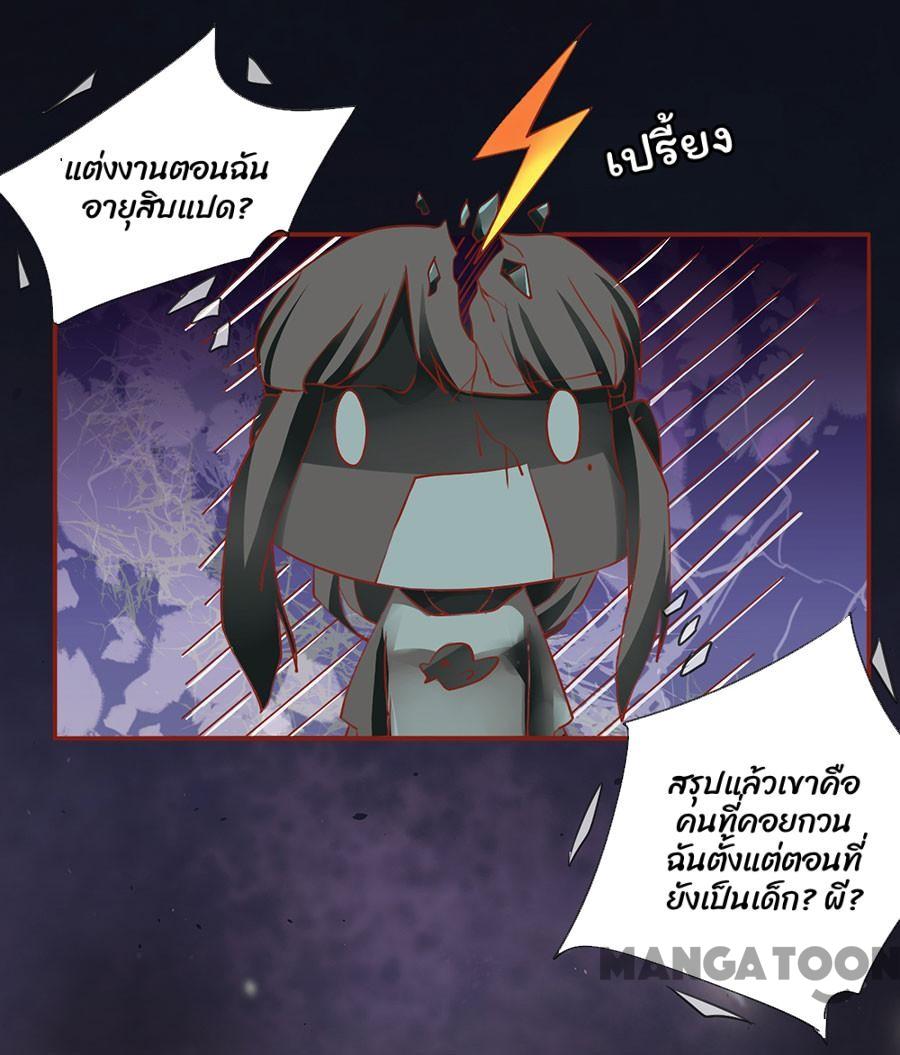 แต่งงานตอนฉัน
อายุสิบแปด?
เปรี้ยง
สรุปแล้วเขาคือ
คนที่คอยกวน
ฉันตั้งแต่ตอนที่
ยังเป็นเด็ก? ผี?
MANGATOON